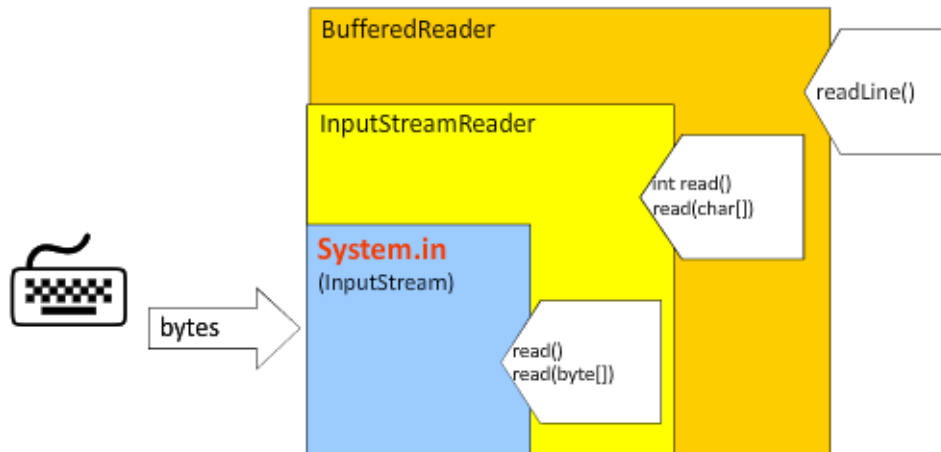 BufferedReader
readLine()
InputStreamReader
int read()
read(char[])
System.in
(InputStream)
bytes
read()
read(byte[])